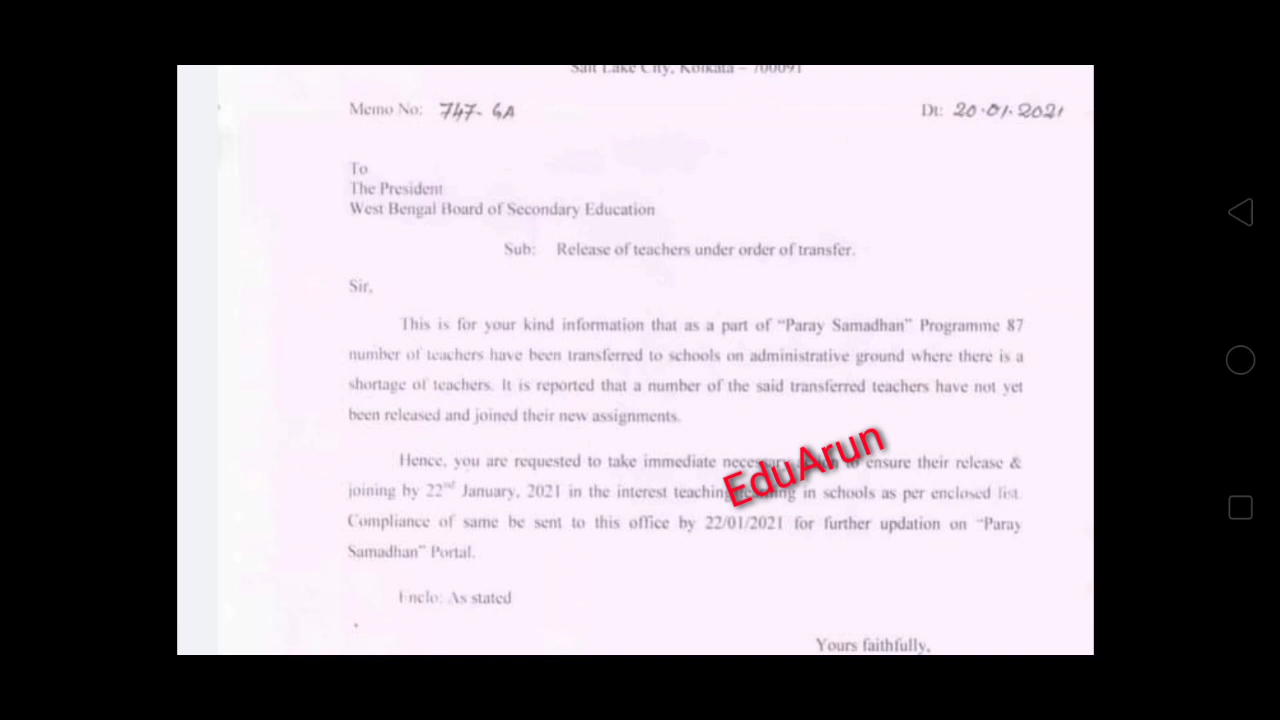 Salt Lake City, Kolkata – 700091
Memo No: 747- GA
Dt: 20.01.2021
To
The President
West Bengal Board of Secondary Education
Sub: Release of teachers under order of transfer.
Sir,
This is for your kind information that as a part of “Paray Samadhan” Programme 87
number of teachers have been transferred to schools on administrative ground where there is a
shortage of teachers. It is reported that a number of the said transferred teachers have not yet
been released and joined their new assignments.
Hence, you are requested to take immediate to ensure their release &
joining by 22nd January, 2021 in the interest teaching in schools as per enclosed list.
Compliance of same be sent to this office by 22/01/2021 for further updation on “Paray
Samadhan” Portal.
Enclo: As stated
Yours faithfully,
EduArun